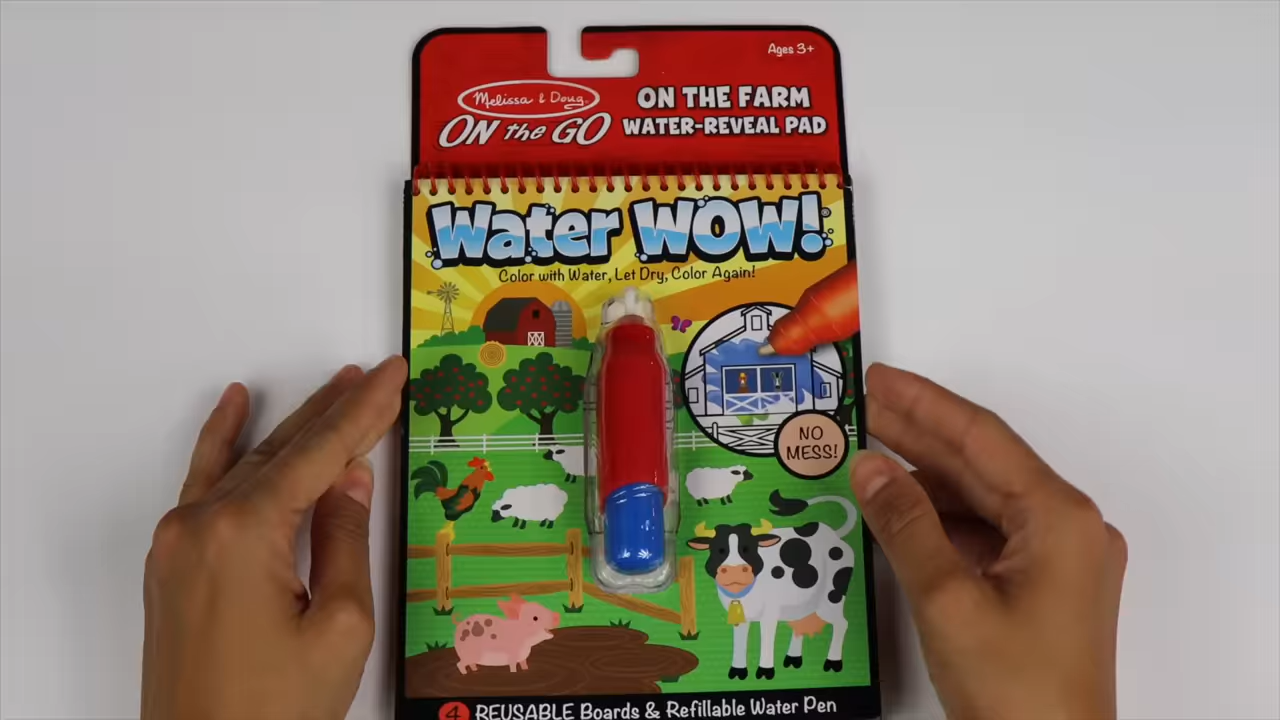 Ages 3+
Melissa & Doug
ON the GO
ON THE FARM
WATER-REVEAL PAD
Water WOW!
Color with Water, Let Dry, Color Again!
NO
MESS!
4 REUSABLE Boards & Refillable Water Pen